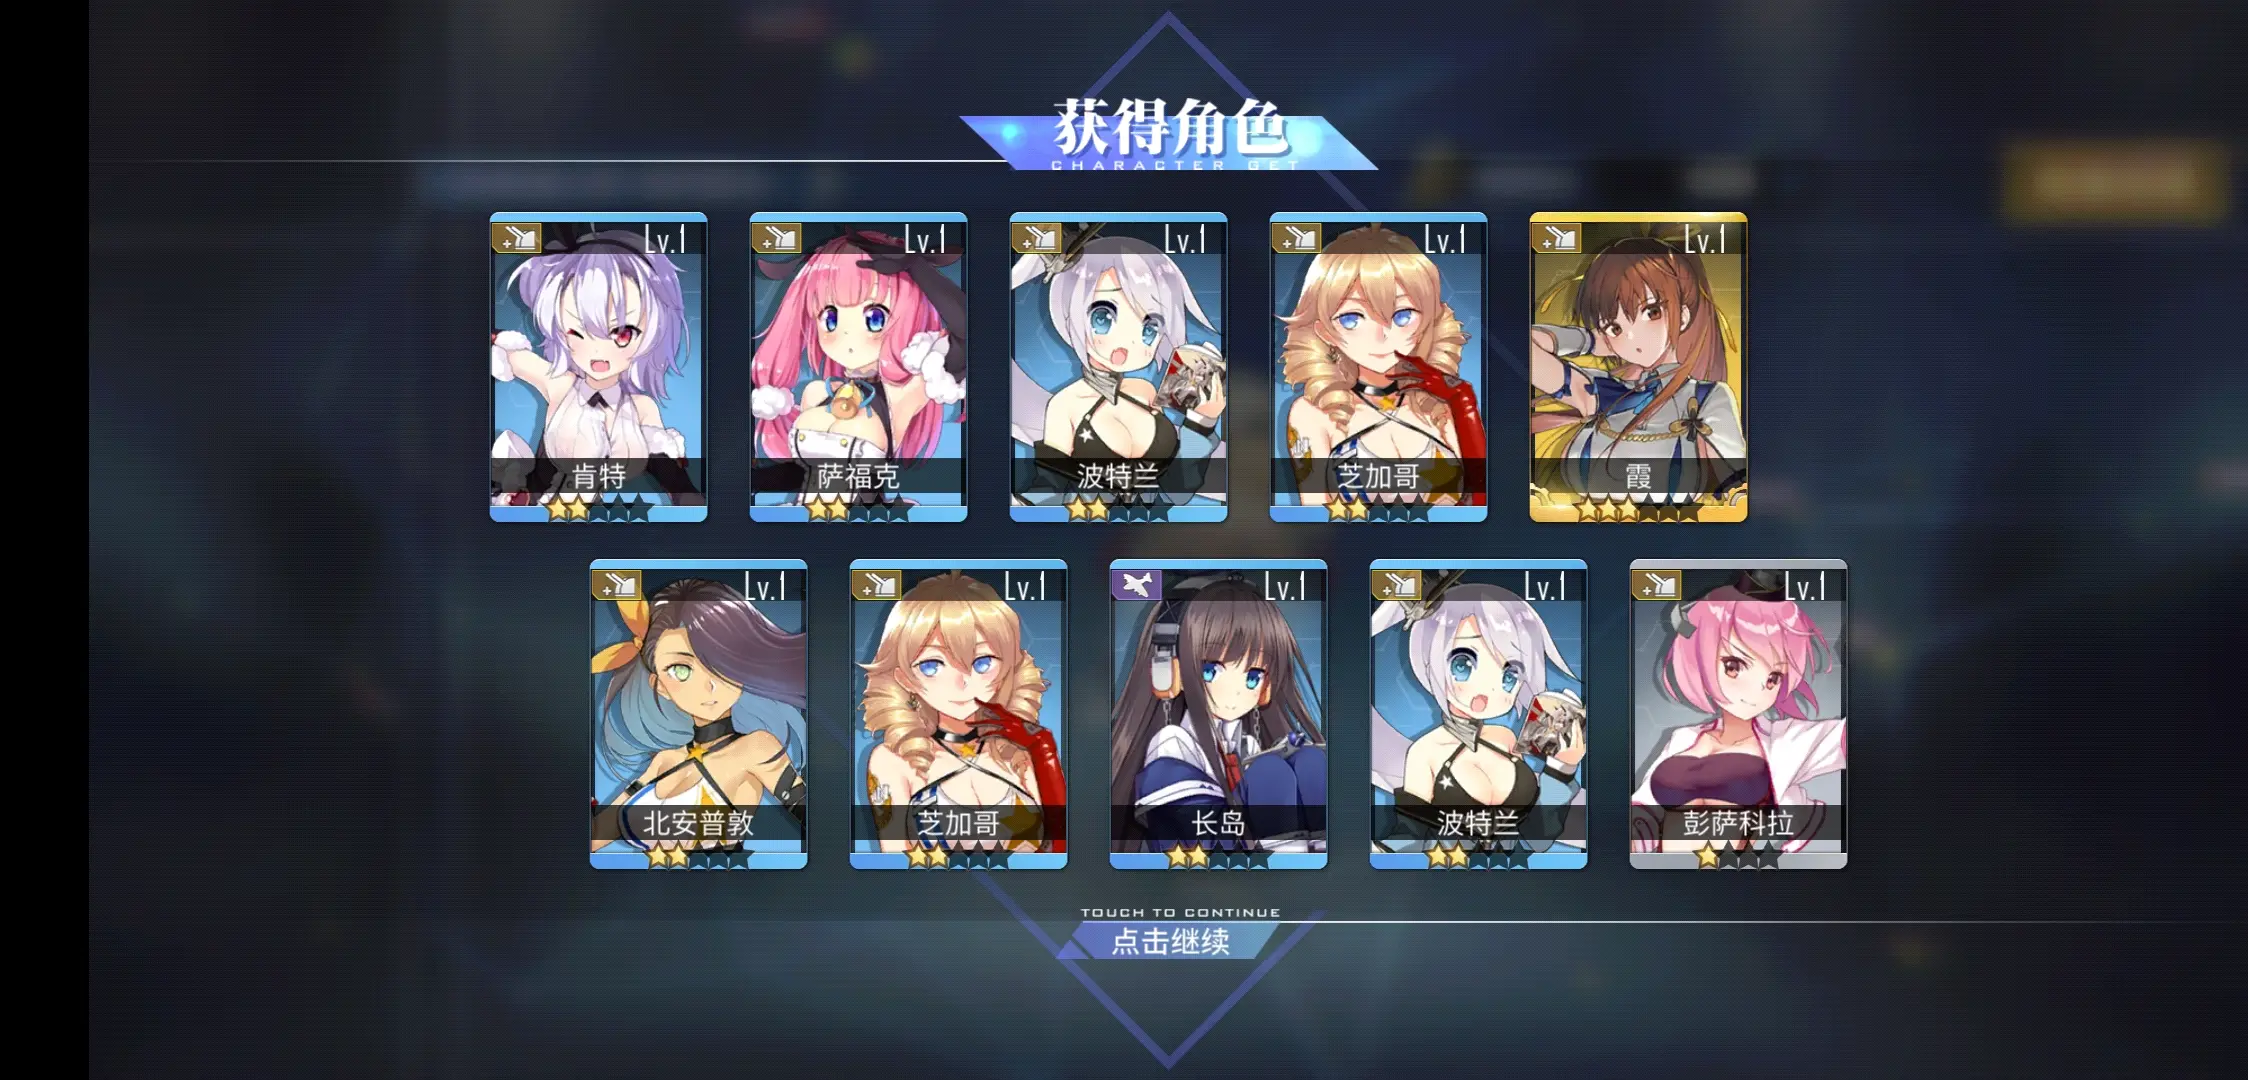 获得角色
CHARACTER GET
Lv.1
Lv.1
Lv.1
Lv.1
Lv.1
肯特
萨福克
波特兰
芝加哥
霞
Lv.1
Lv.1
Lv.1
Lv.1
Lv.1
北安普敦
芝加哥
长岛
波特兰
彭萨科拉
TOUCH TO CONTINUE
点击继续